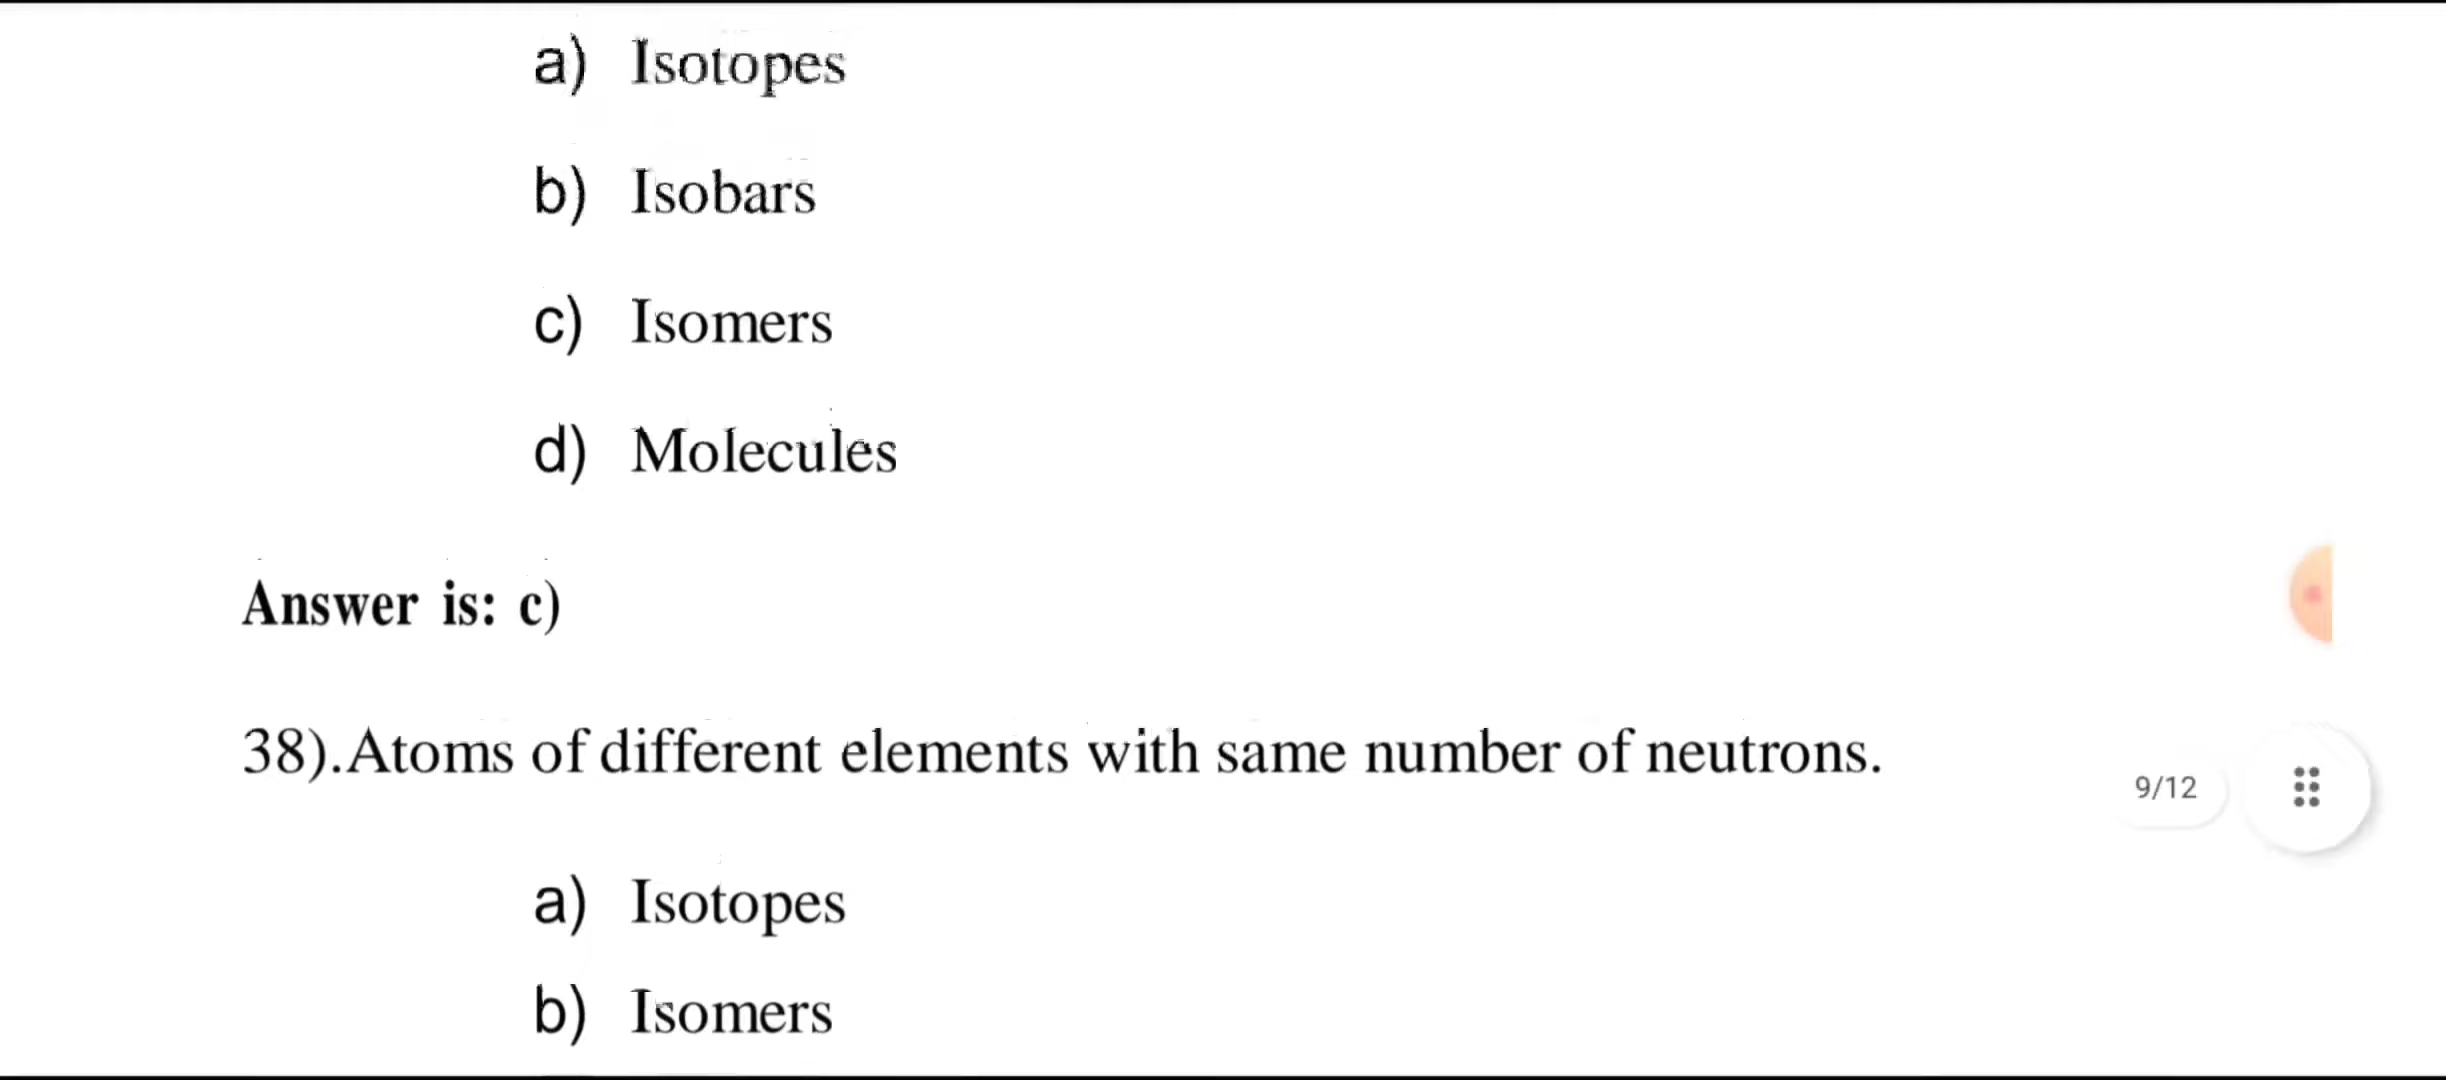 a) Isotopes
b) Isobars
c) Isomers
d) Molecules
Answer is: c)
38).Atoms of different elements with same number of neutrons.
9/12
a) Isotopes
b) Isomers